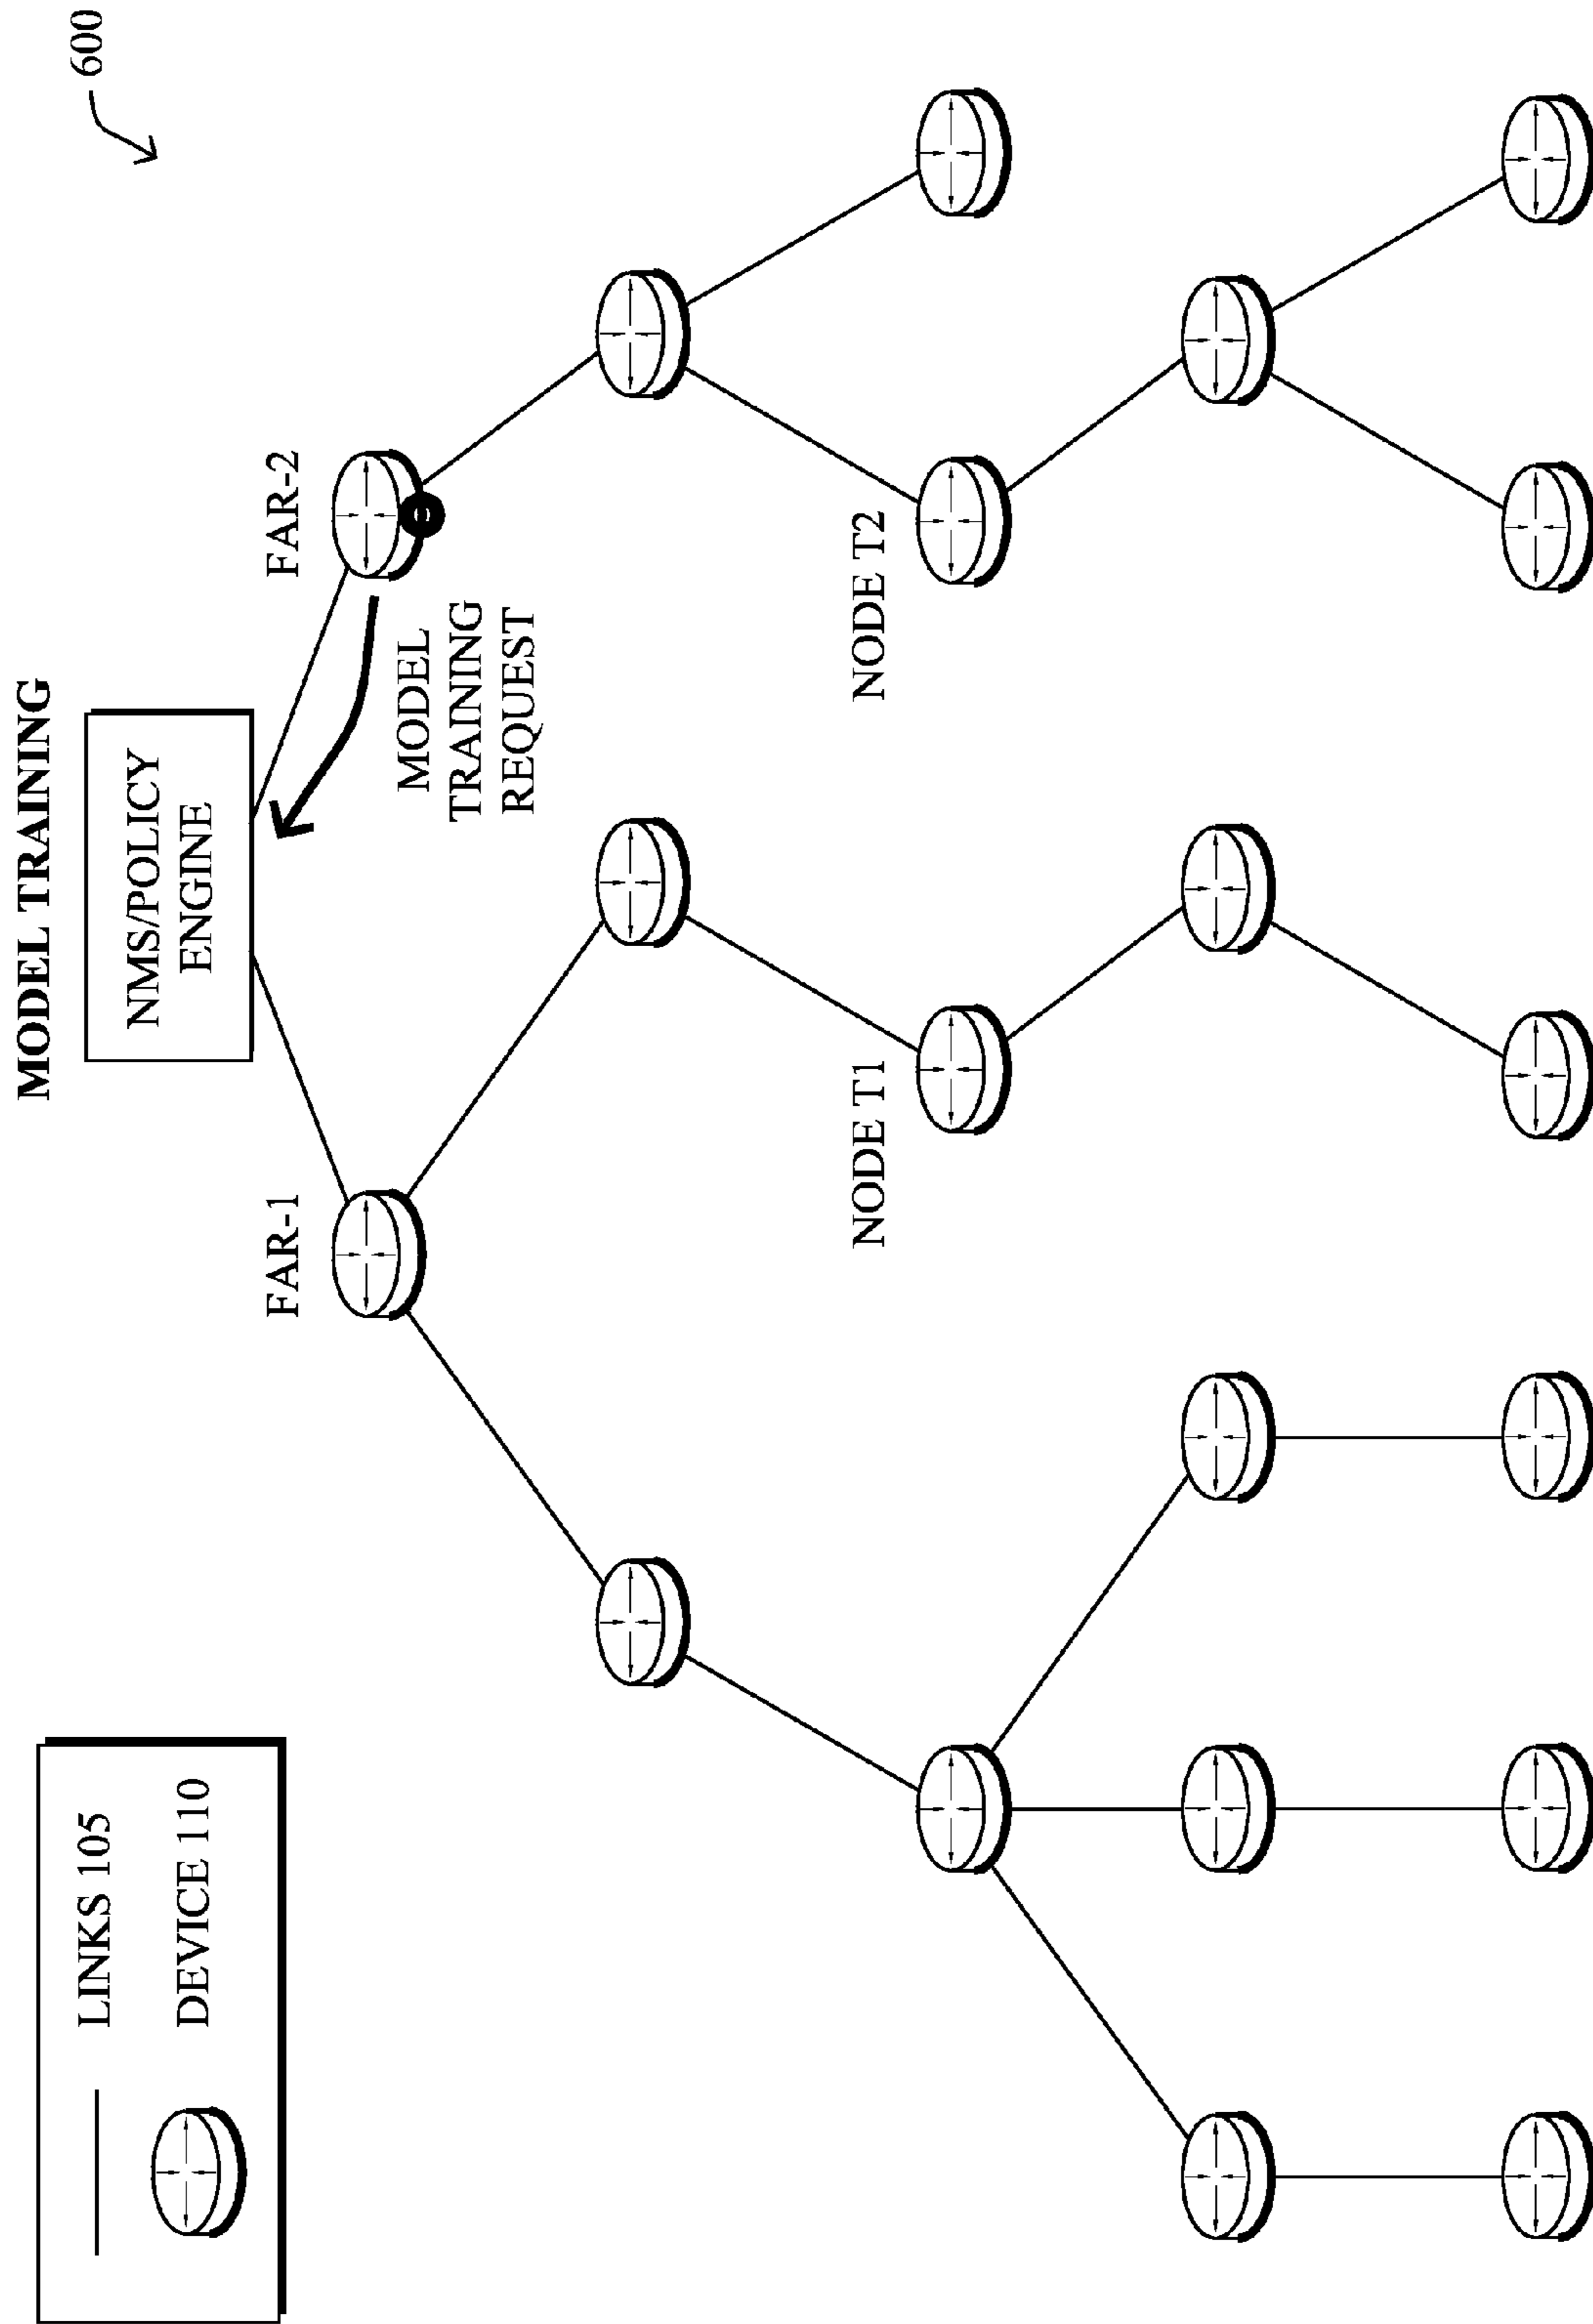 MODEL TRAINING
600
LINKS 105
DEVICE 110
NMS/POLICY
ENGINE
FAR-1
FAR-2
MODEL
TRAINING
REQUEST
NODE T1
NODE T2